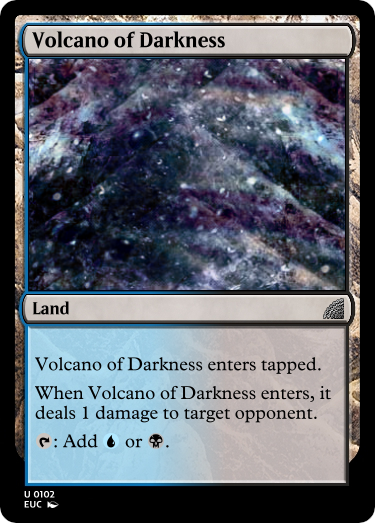 Volcano of Darkness
Land
Volcano of Darkness enters tapped.
When Volcano of Darkness enters, it
deals 1 damage to target opponent.
: Add or .
U 0102
EUC